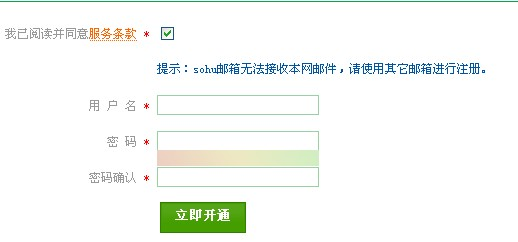 我已阅读并同意服务条款 *
提示：sohu邮箱无法接收本网邮件，请使用其它邮箱进行注册。
用 户 名 *
密 码 *
密码确认 *
立即开通